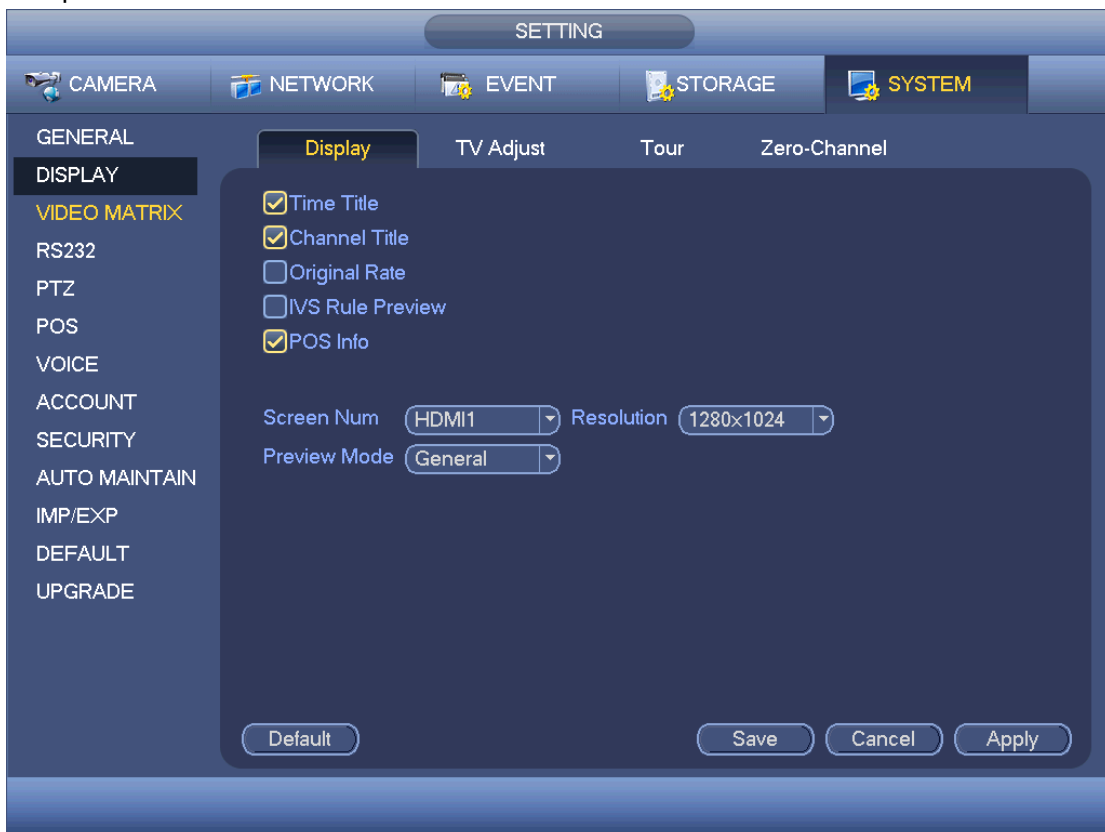 SETTING
CAMERA NETWORK EVENT STORAGE SYSTEM
GENERAL
DISPLAY
VIDEO MATRIX
RS232
PTZ
POS
VOICE
ACCOUNT
SECURITY
AUTO MAINTAIN
IMP/EXP
DEFAULT
UPGRADE
Display TV Adjust Tour Zero-Channel
Time Title
Channel Title
Original Rate
IVS Rule Preview
POS Info
Screen Num HDMI1 Resolution 1280×1024
Preview Mode General
Default Save Cancel Apply